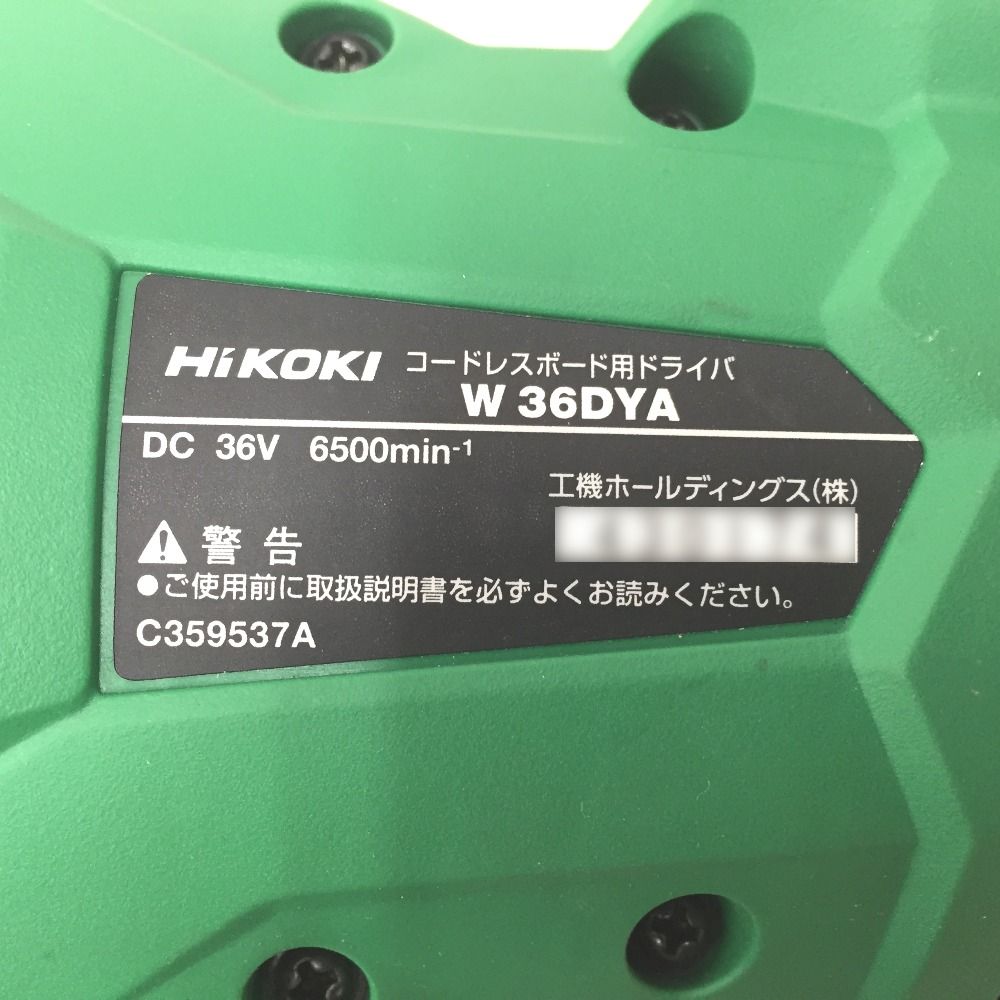 HiKOKI コードレスボード用ドライバ
W 36DYA
DC 36V 6500min-1
工機ホールディングス(株)
警告
●ご使用前に取扱説明書を必ずよくお読みください。
C359537A